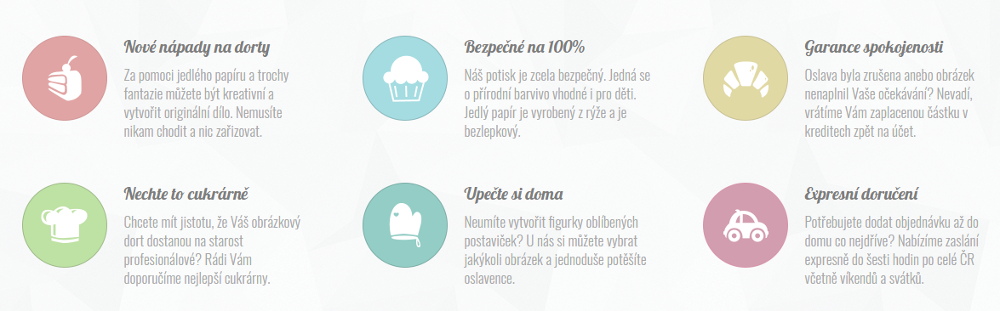 Nové nápady na dorty
Za pomoci jedlého papíru a trochy
fantazie můžete být kreativní a
vytvořit originální dílo. Nemusíte
nikam chodit a nic zařizovat.
Bezpečné na 100%
Náš potisk je zcela bezpečný. Jedná se
o přírodní barvivo vhodné i pro děti.
Jedlý papír je vyrobený z rýže a je
bezlepkový.
Garance spokojenosti
Oslava byla zrušena anebo obrázek
nenaplnil Vaše očekávání? Nevadí,
vrátíme Vám zaplacenou částku v
kreditech zpět na účet.
Nechte to cukrárně
Chcete mít jistotu, že Váš obrázkový
dort dostanou na starost
profesionálové? Rádi Vám
doporučíme nejlepší cukrárny.
Upečte si doma
Neumíte vytvořit figurky oblíbených
postaviček? U nás si můžete vybrat
jakýkoli obrázek a jednoduše potěšíte
oslavence.
Expresní doručení
Potřebujete dodat objednávku až do
domu co nejdříve? Nabízíme zaslání
expresně do šesti hodin po celé ČR
včetně víkendů a svátků.